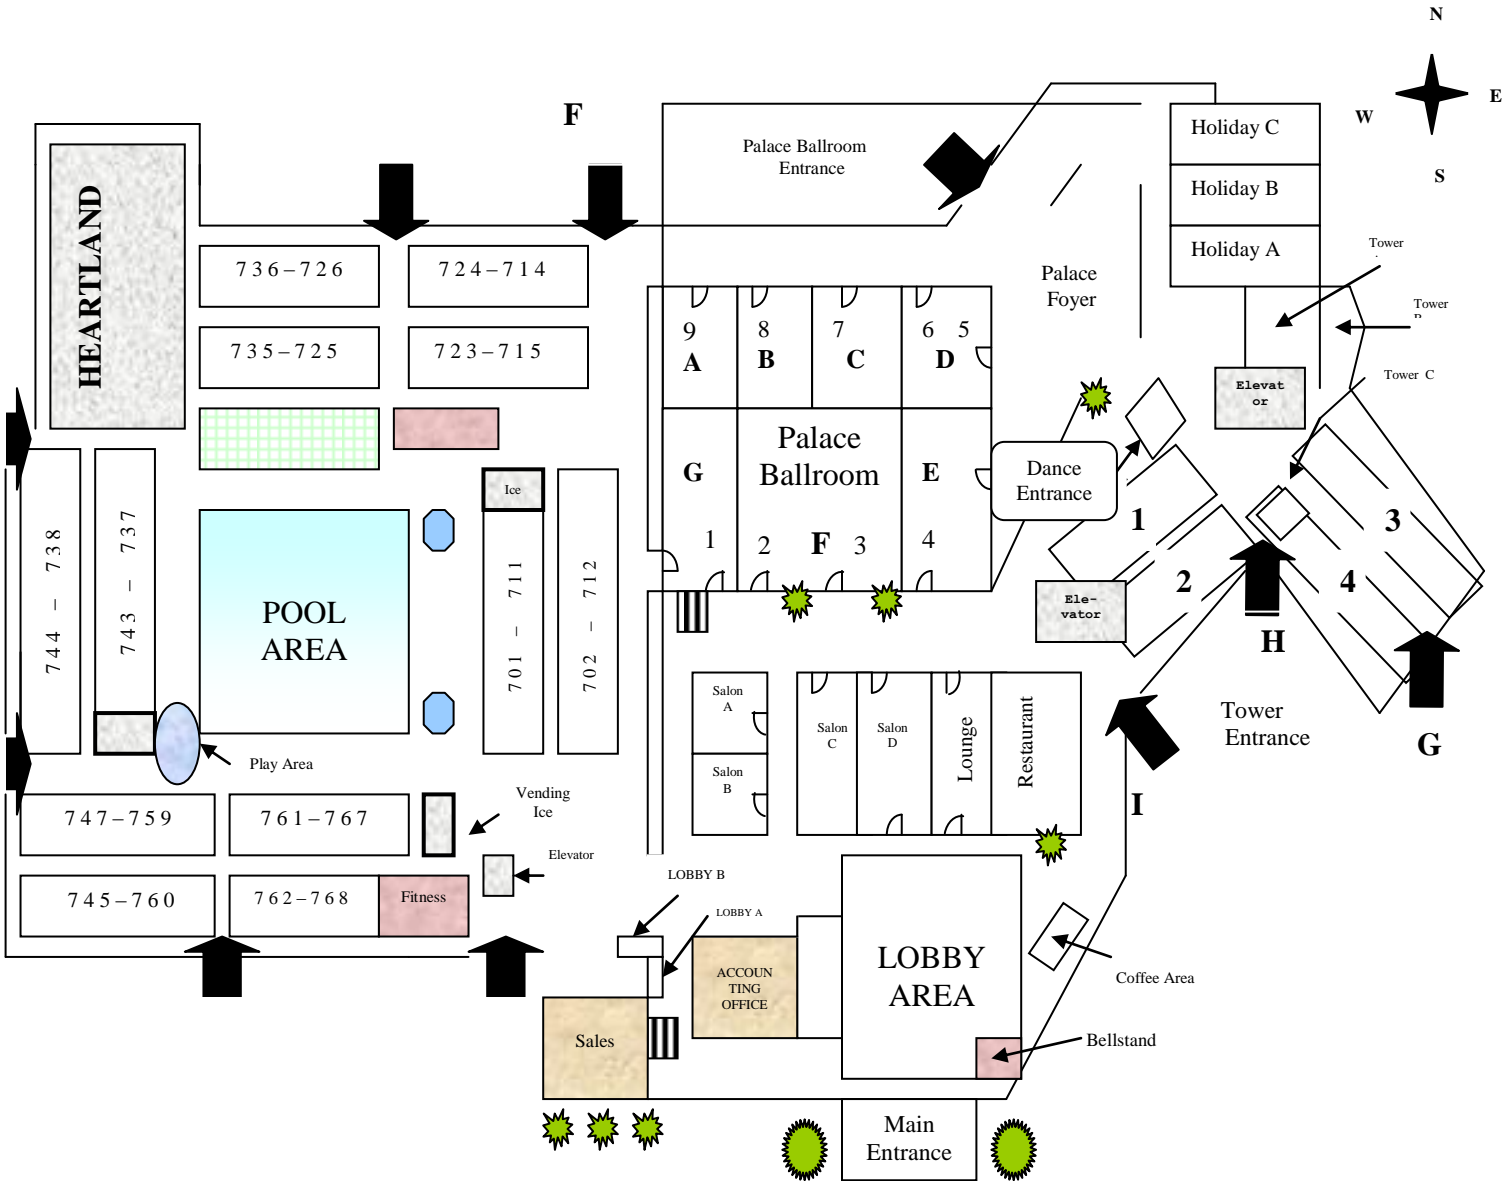 N
W
E
S
F
Palace Ballroom
Entrance
Holiday C
Holiday B
Holiday A
Tower
Tower
Tower C
Palace
Foyer
Elevat
or
HEARTLAND
736–726
724–714
735–725
723–715
9
A
8
B
7
C
6 5
D
Palace
Ballroom
G
E
1
2
F
3
4
Dance
Entrance
1
2
3
4
Ele-
vator
H
G
I
Tower
Entrance
Ice
744 – 738
743 – 737
POOL
AREA
701 – 711
702 – 712
Play Area
747–759
761–767
Vending
Ice
Elevator
745–760
762–768
Fitness
Salon
A
Salon
B
Salon
C
Salon
D
Lounge
Restaurant
LOBBY B
LOBBY A
ACCOUN
TING
OFFICE
LOBBY
AREA
Coffee Area
Bellstand
Sales
Main
Entrance